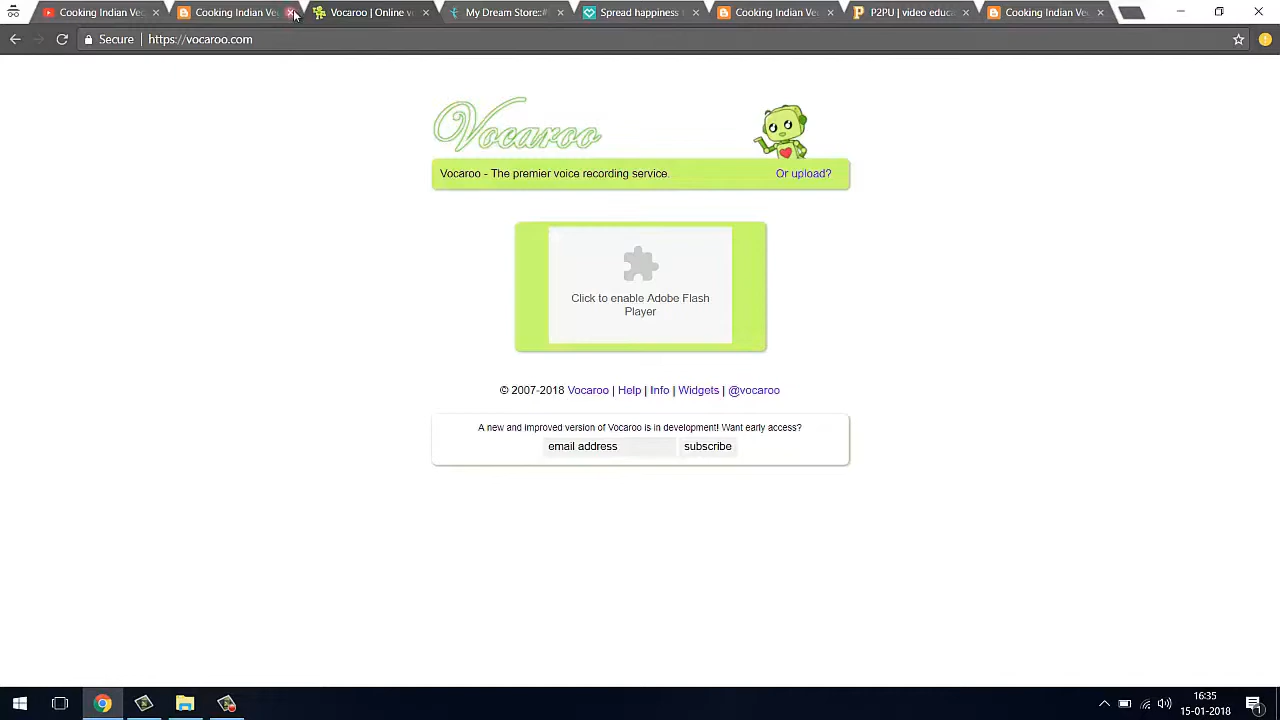 Cooking Indian Ve
Cooking Indian Ve
Vocaroo | Online v
My Dream Store::#
Spread happiness
Cooking Indian Ve
P2PU | video educ
Cooking Indian Ve
Secure | https://vocaroo.com
Vocaroo
Vocaroo - The premier voice recording service.
Or upload?
Click to enable Adobe Flash
Player
© 2007-2018 Vocaroo | Help | Info | Widgets | @vocaroo
A new and improved version of Vocaroo is in development! Want early access?
email address
subscribe
16:35
15-01-2018
1